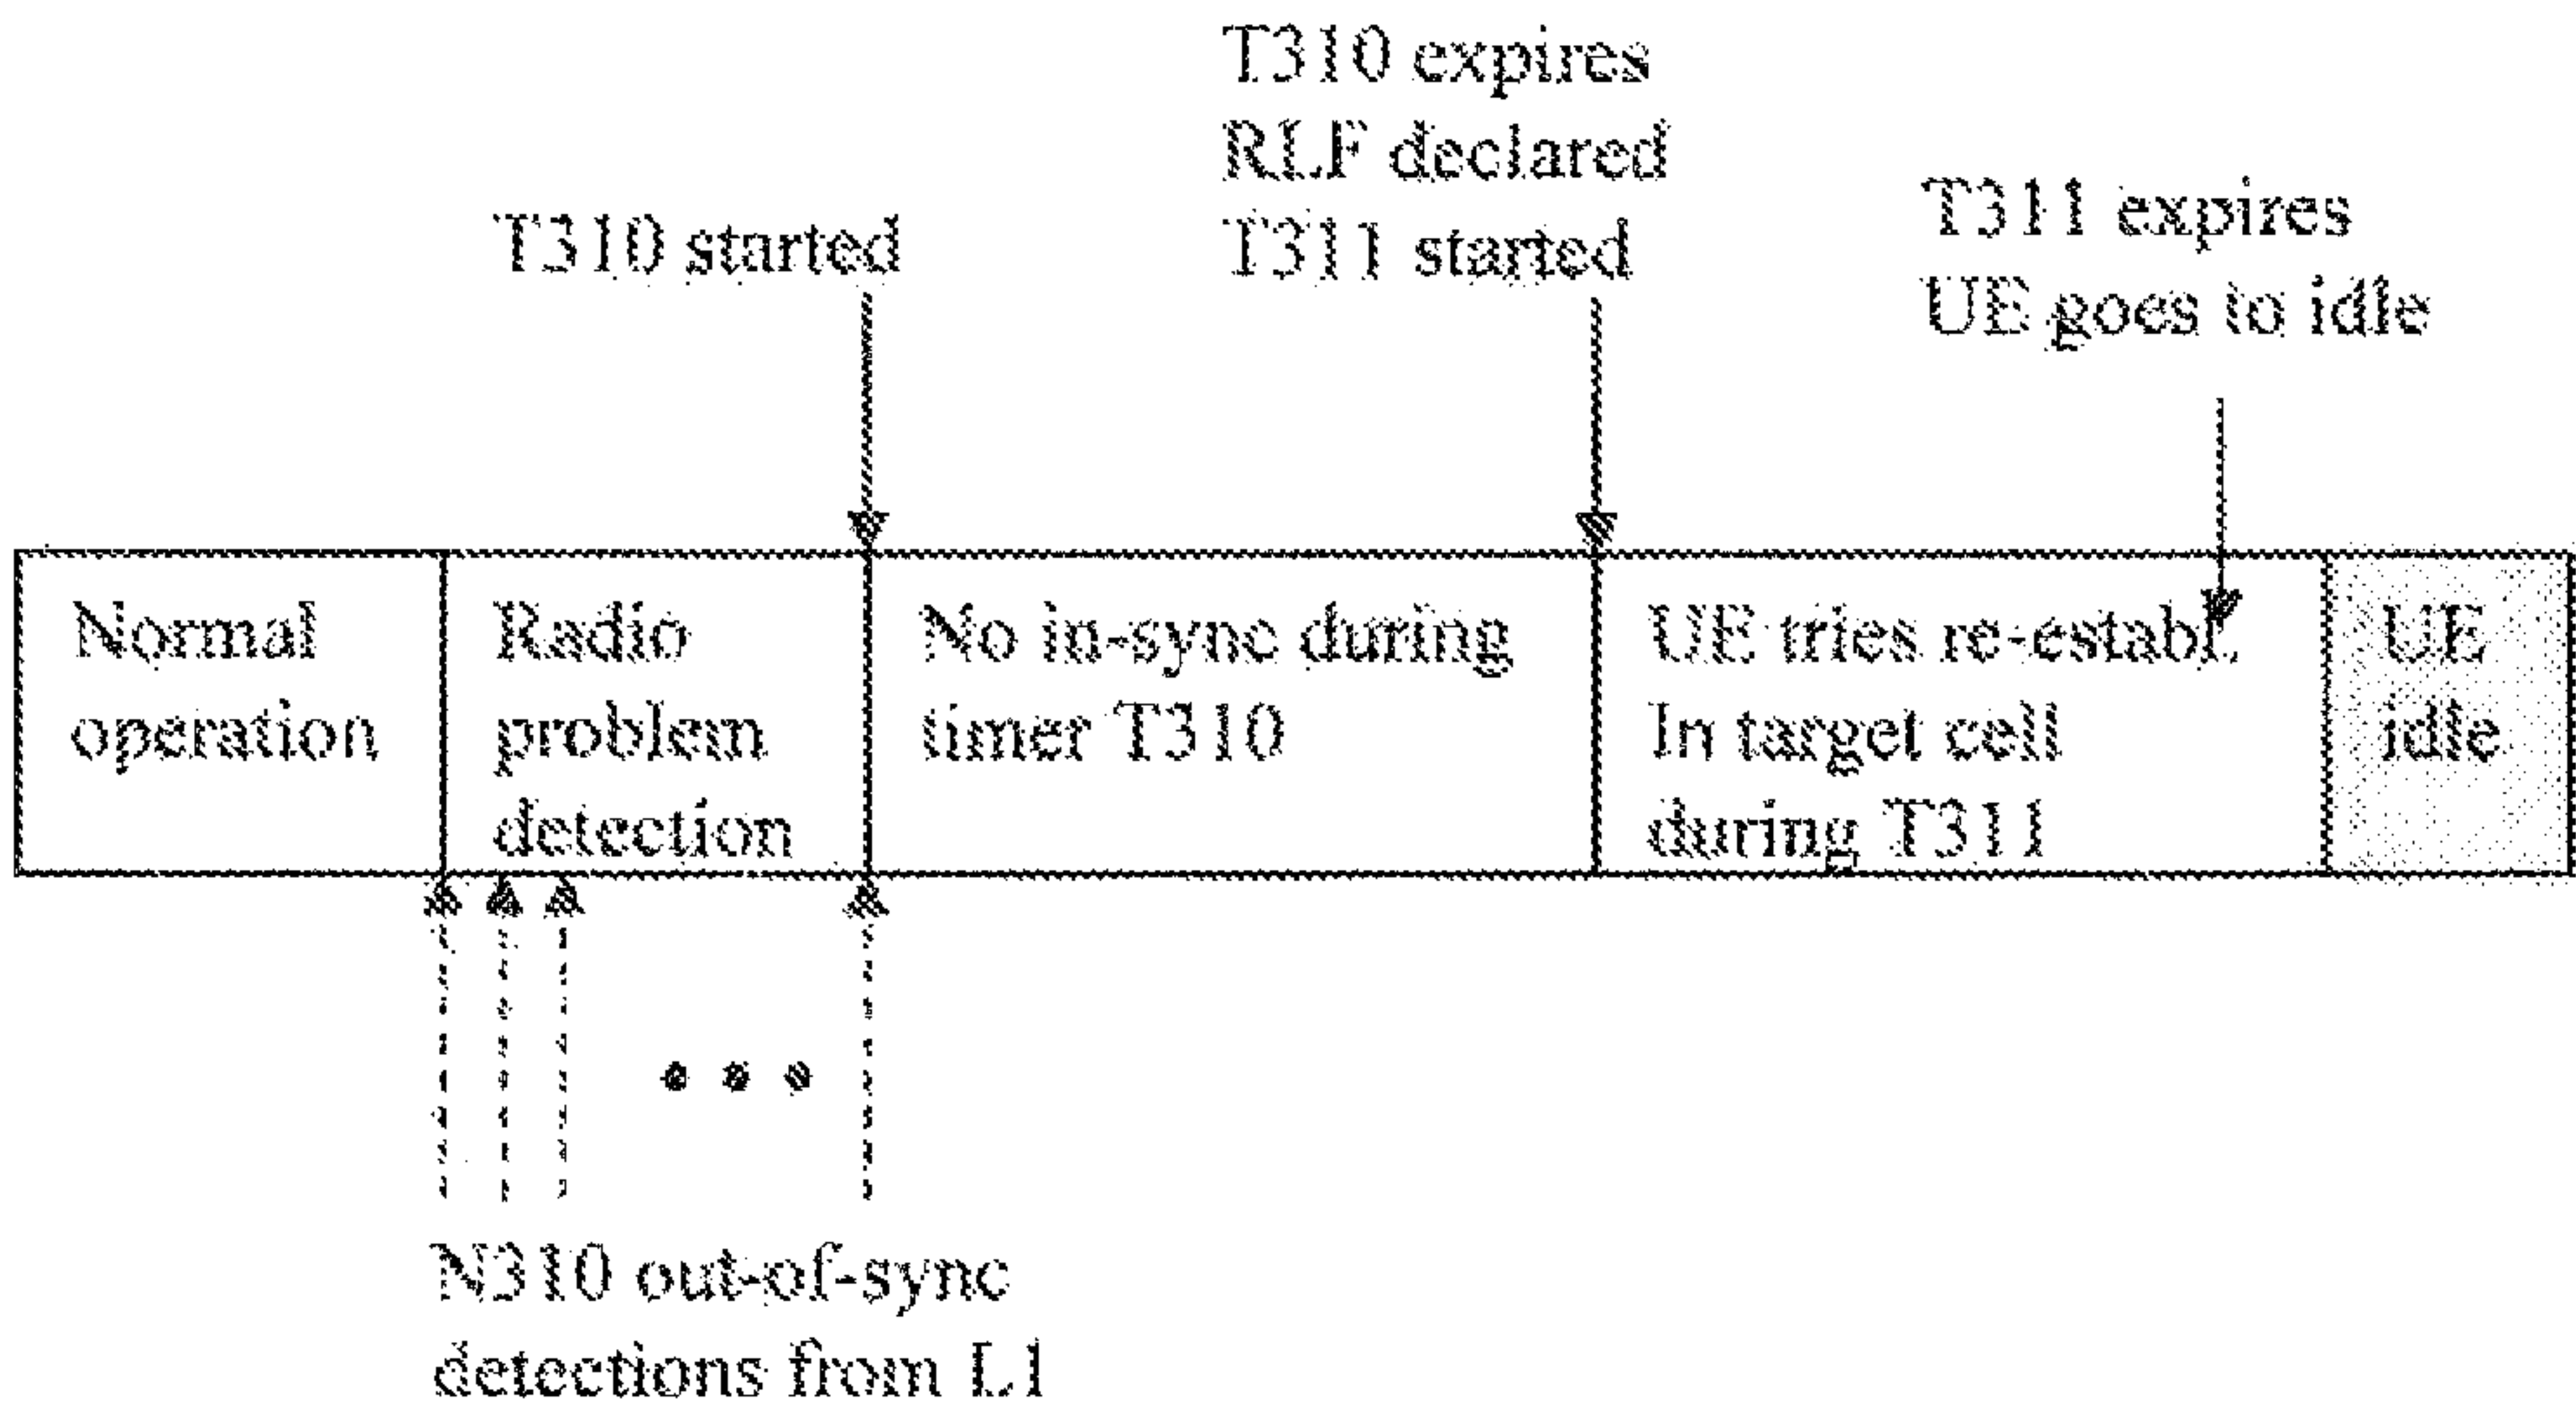 T310 expires
RLF declared
T311 started
T310 started
T311 expires
UE goes to idle
Normal
operation
Radio
problem
detection
No in-sync during
timer T310
UE tries re-establ.
In target cell
during T311
UE
idle
N310 out-of-sync
detections from L1